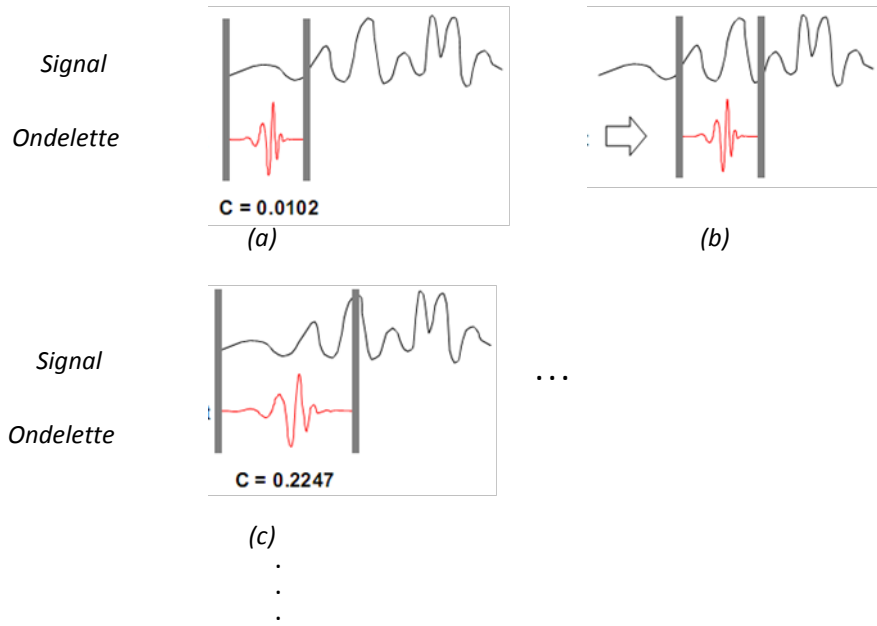 Signal
Ondelette
C = 0.0102
(a)
(b)
Signal
Ondelette
C = 0.2247
(c)
...